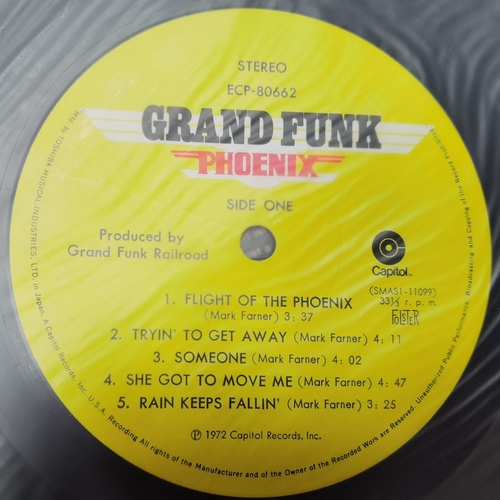 STEREO
ECP-80662
GRAND FUNK
PHOENIX
SIDE ONE
Produced by
Grand Funk Railroad
Capitol
(SMAS1-11099)
33⅓ r. p. m.
1. FLIGHT OF THE PHOENIX
(Mark Farner) 3: 37
2. TRYIN' TO GET AWAY (Mark Farner) 4: 11
3. SOMEONE (Mark Farner) 4: 02
4. SHE GOT TO MOVE ME (Mark Farner) 4: 47
5. RAIN KEEPS FALLIN' (Mark Farner) 3: 25
Ⓟ 1972 Capitol Records, Inc.
Mfd by TOSHIBA MUSICAL INDUSTRIES, LTD. in Japan, A Capitol Records, Inc. U. S. A. Recording All rights of the Manufacturer and of the Owner of the Recorded Work are Reserved. Unauthorized Public Performance, Broadcasting and Copying of the Record Prohibited